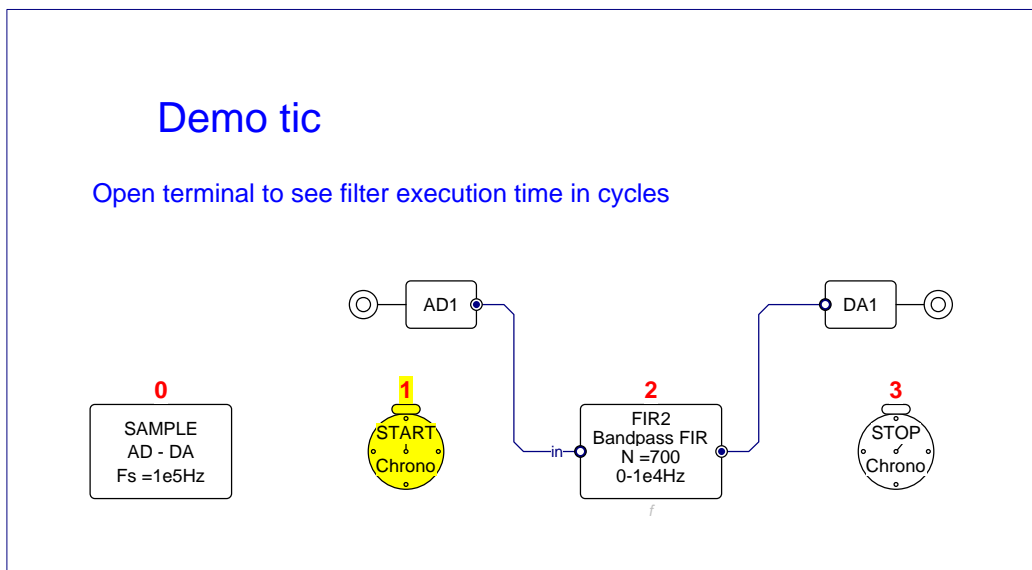 Demo tic
Open terminal to see filter execution time in cycles
AD1
DA1
0
1
2
3
SAMPLE
AD - DA
Fs =1e5Hz
START
Chrono
in
FIR2
Bandpass FIR
N =700
0-1e4Hz
f
STOP
Chrono